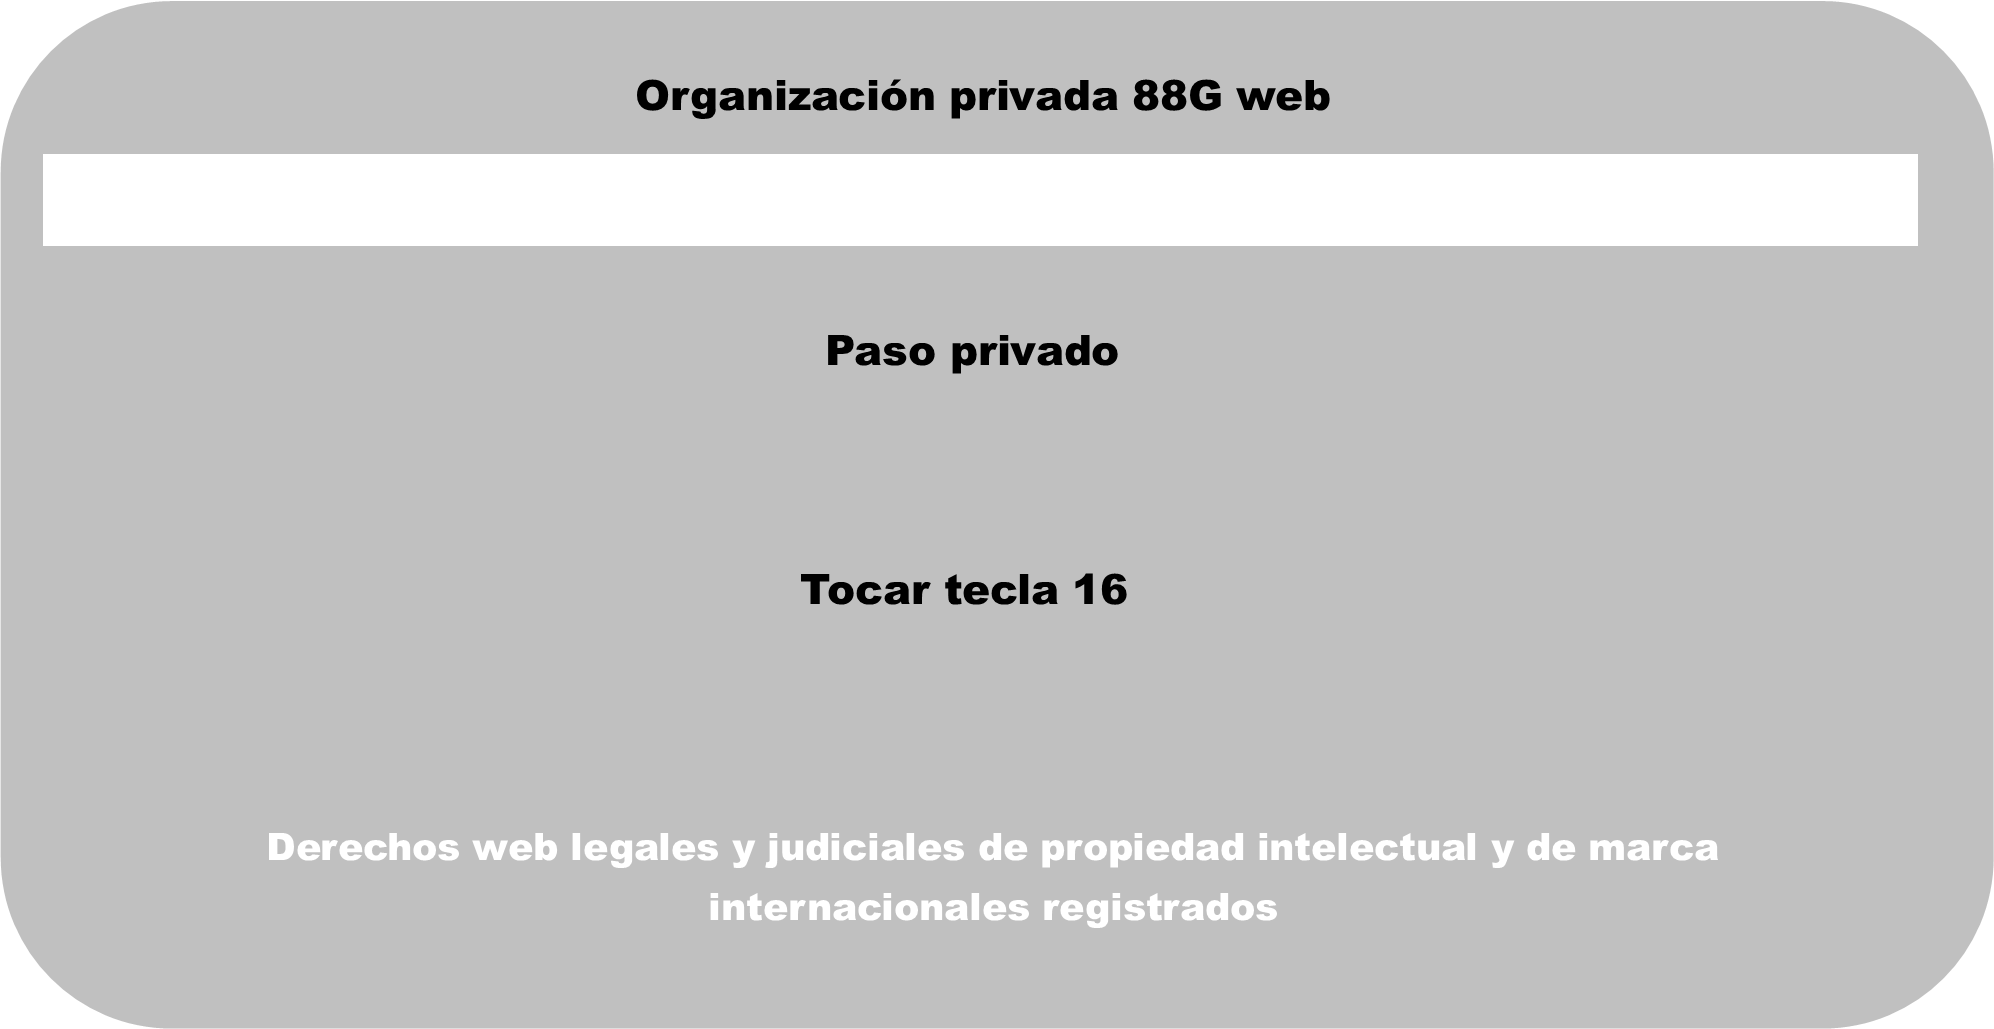 Organización privada 88G web
Paso privado
Tocar tecla 16
Derechos web legales y judiciales de propiedad intelectual y de marca
internacionales registrados